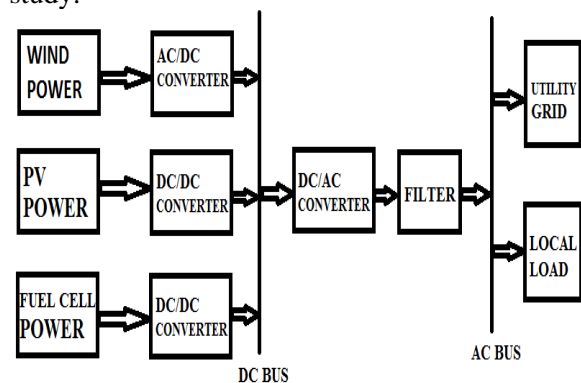 study.
WIND
POWER
AC/DC
CONVERTER
PV
POWER
DC/DC
CONVERTER
FUEL CELL
POWER
DC/DC
CONVERTER
DC BUS
DC/AC
CONVERTER
FILTER
AC BUS
UTILITY
GRID
LOCAL
LOAD